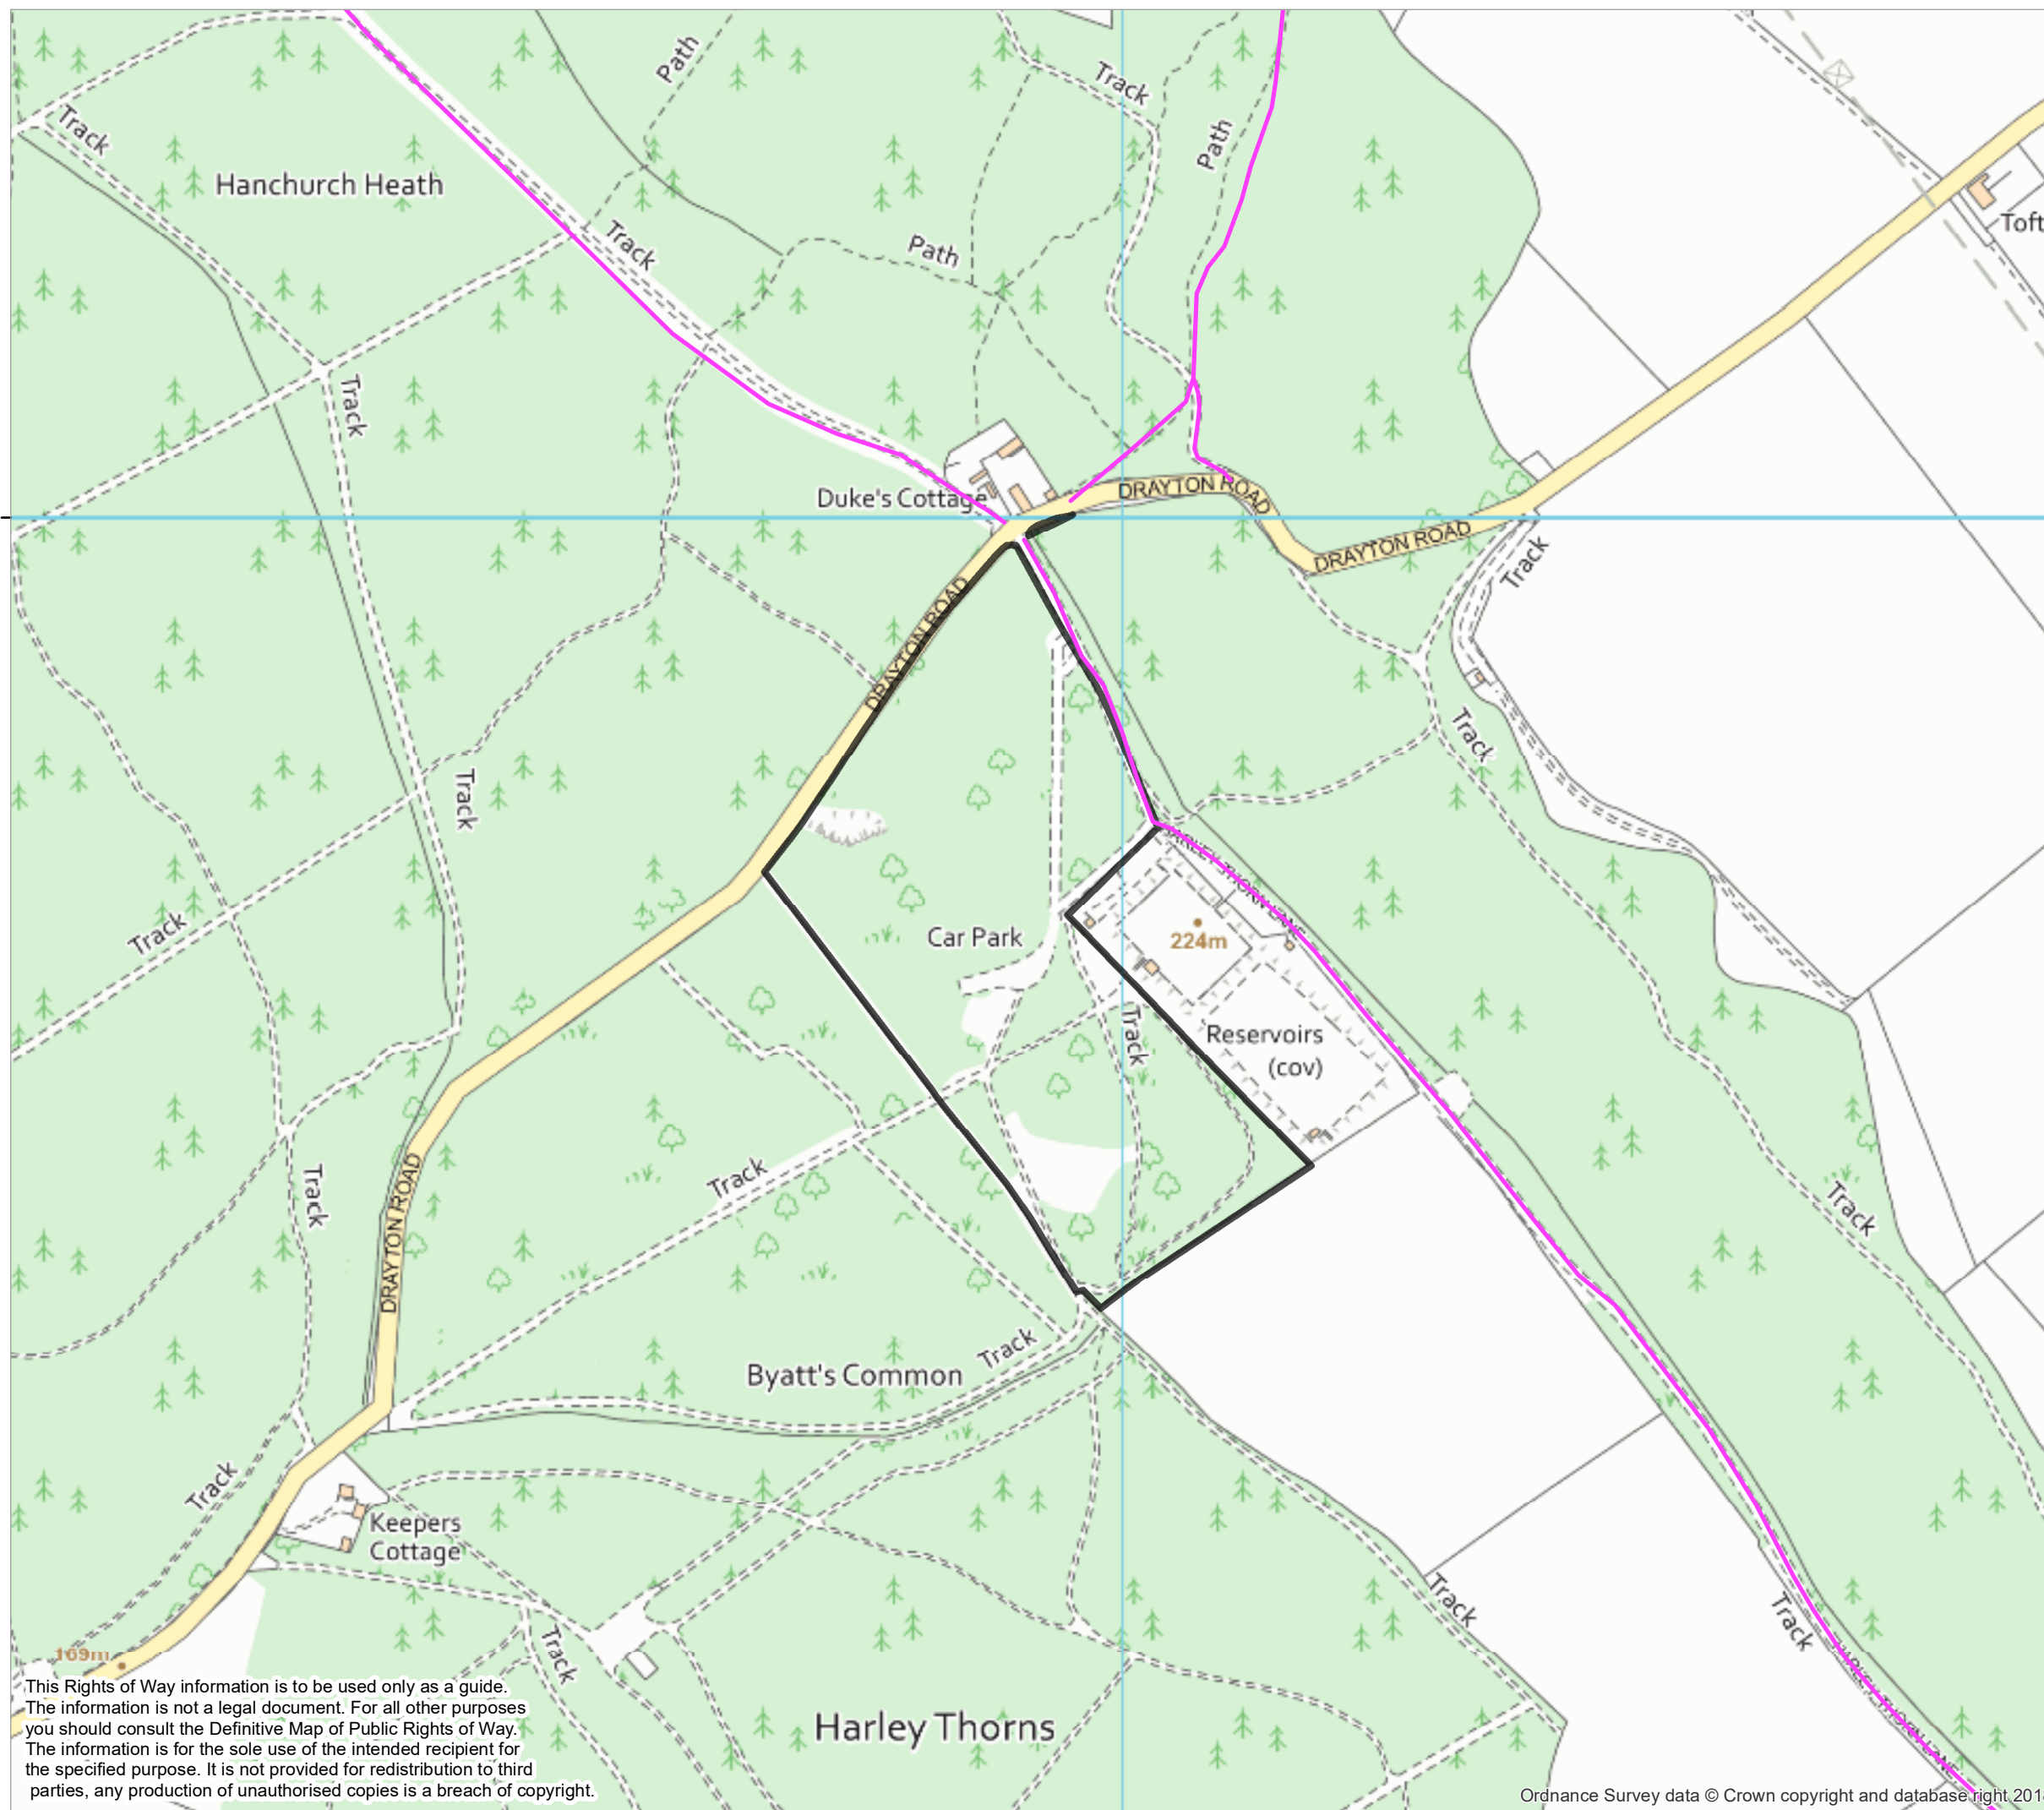 Path
Track
Track
Path
Hanchurch Heath
Track
Path
Toft
Track
Duke's Cottage
DRAYTON ROAD
DRAYTON ROAD
Track
DRAYTON ROAD
Track
Track
Track
Car Park
224m
Track
Reservoirs
(cov)
Track
Track
Track
DRAYTON ROAD
Track
Byatt's Common
Track
Keepers
Cottage
Track
Track
Track
169m
Harley Thorns
This Rights of Way information is to be used only as a guide.
The information is not a legal document. For all other purposes
you should consult the Definitive Map of Public Rights of Way.
The information is for the sole use of the intended recipient for
the specified purpose. It is not provided for redistribution to third
parties, any production of unauthorised copies is a breach of copyright.
Ordnance Survey data © Crown copyright and database right 201